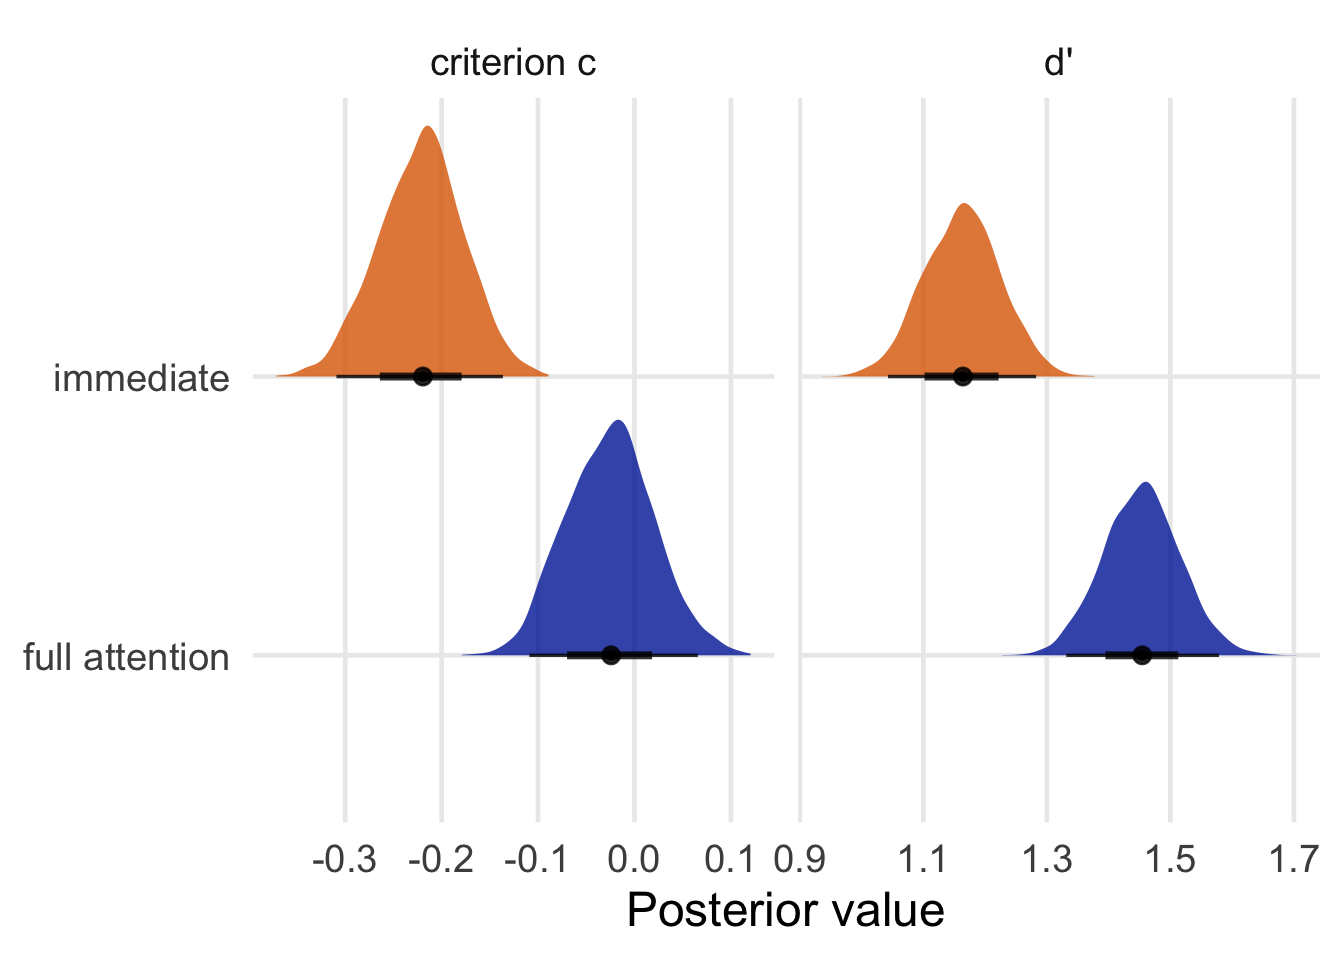 criterion c
d'
immediate
full attention
-0.3 -0.2 -0.1 0.0 0.1 0.9 1.1 1.3 1.5 1.7
Posterior value